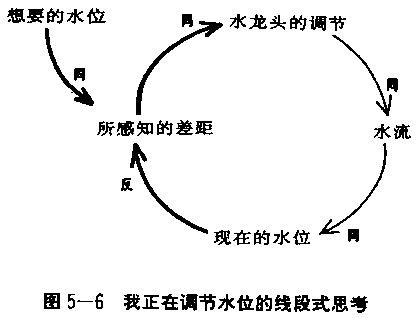 想要的水位
水龙头的调节
同
同
同
所感知的差距
水流
反
现在的水位
同
图 5—6 我正在调节水位的线段式思考